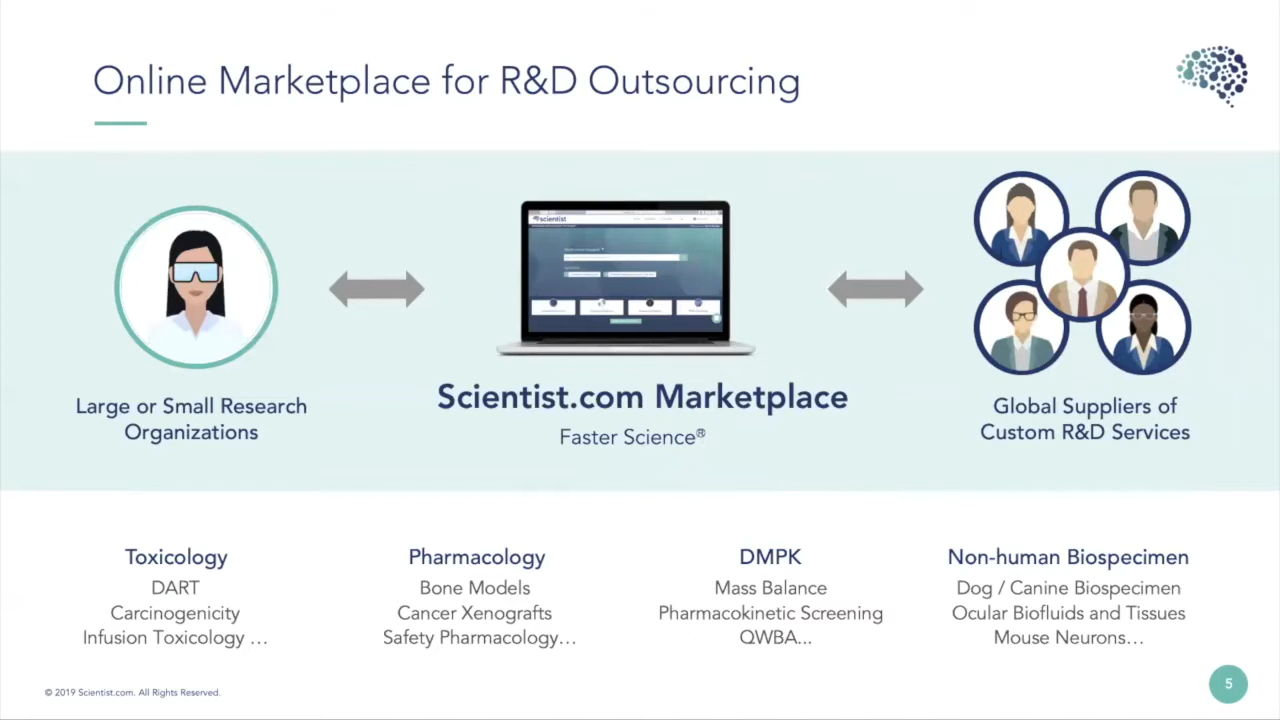 Online Marketplace for R&D Outsourcing
scientist
Large or Small Research
Organizations
Scientist.com Marketplace
Faster Science®
Global Suppliers of
Custom R&D Services
Toxicology
DART
Carcinogenicity
Infusion Toxicology …
Pharmacology
Bone Models
Cancer Xenografts
Safety Pharmacology…
DMPK
Mass Balance
Pharmacokinetic Screening
QWBA...
Non-human Biospecimen
Dog / Canine Biospecimen
Ocular Biofluids and Tissues
Mouse Neurons…
© 2019 Scientist.com. All Rights Reserved.
5